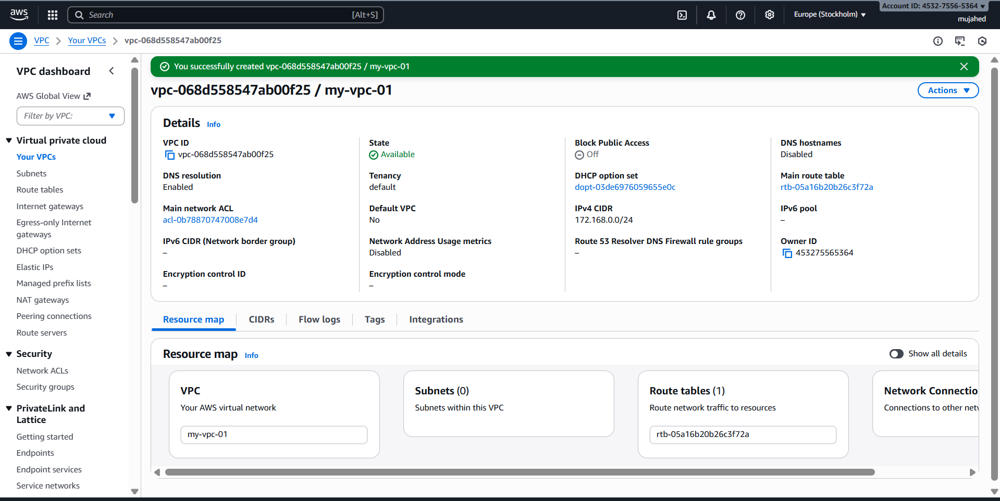 aws
Search [Alt+S]
Europe (Stockholm)
Account ID: 4532-7556-5364
mujahed
VPC
Your VPCs
vpc-068d558547ab00f25
VPC dashboard
AWS Global View
Filter by VPC:
Virtual private cloud
Your VPCs
Subnets
Route tables
Internet gateways
Egress-only Internet
gateways
DHCP option sets
Elastic IPs
Managed prefix lists
NAT gateways
Peering connections
Route servers
Security
Network ACLs
Security groups
PrivateLink and
Lattice
Getting started
Endpoints
Endpoint services
Service networks
You successfully created vpc-068d558547ab00f25 / my-vpc-01
vpc-068d558547ab00f25 / my-vpc-01
Actions
Details Info
VPC ID
vpc-068d558547ab00f25
State
Available
Block Public Access
Off
DNS hostnames
Disabled
DNS resolution
Enabled
Tenancy
default
DHCP option set
dopt-03de6976059655e0c
Main route table
rtb-05a16b20b26c3f72a
Main network ACL
acl-0b78870747008e7d4
Default VPC
No
IPv4 CIDR
172.168.0.0/24
IPv6 pool
–
IPv6 CIDR (Network border group)
–
Network Address Usage metrics
Disabled
Route 53 Resolver DNS Firewall rule groups
–
Owner ID
453275565364
Encryption control ID
–
Encryption control mode
–
Resource map
CIDRs
Flow logs
Tags
Integrations
Resource map Info
Show all details
VPC
Your AWS virtual network
my-vpc-01
Subnets (0)
Subnets within this VPC
Route tables (1)
Route network traffic to resources
rtb-05a16b20b26c3f72a
Network Connectio
Connections to other netw